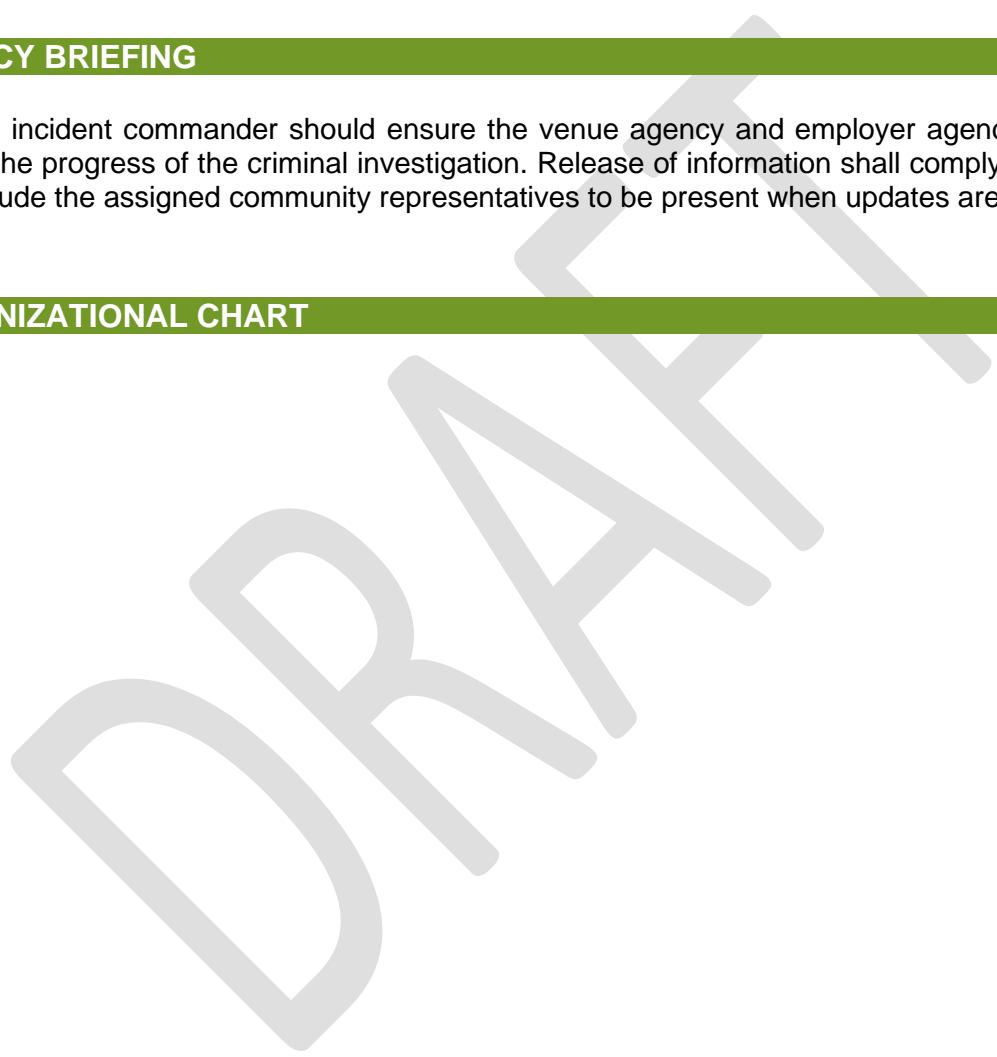 CY BRIEFING
incident commander should ensure the venue agency and employer agenc
he progress of the criminal investigation. Release of information shall comply
ude the assigned community representatives to be present when updates are
NIZATIONAL CHART
DRAFT